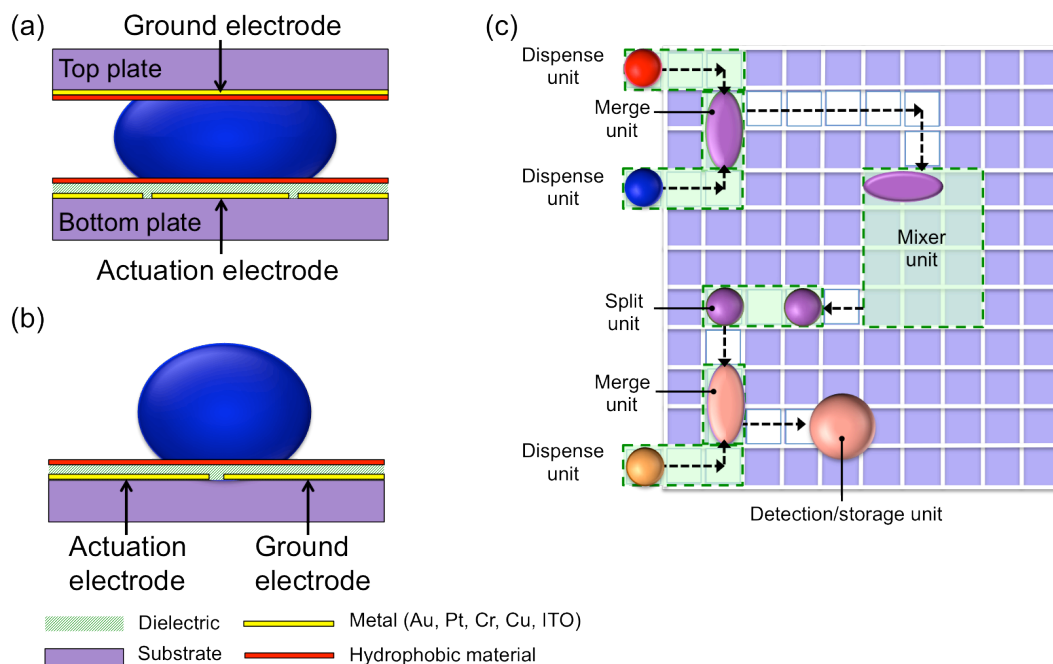 (a)
Ground electrode
Top plate
Bottom plate
Actuation electrode
(b)
Actuation
electrode
Ground
electrode
Dielectric
Metal (Au, Pt, Cr, Cu, ITO)
Substrate
Hydrophobic material
(c)
Dispense
unit
Merge
unit
Dispense
unit
Mixer
unit
Split
unit
Merge
unit
Dispense
unit
Detection/storage unit